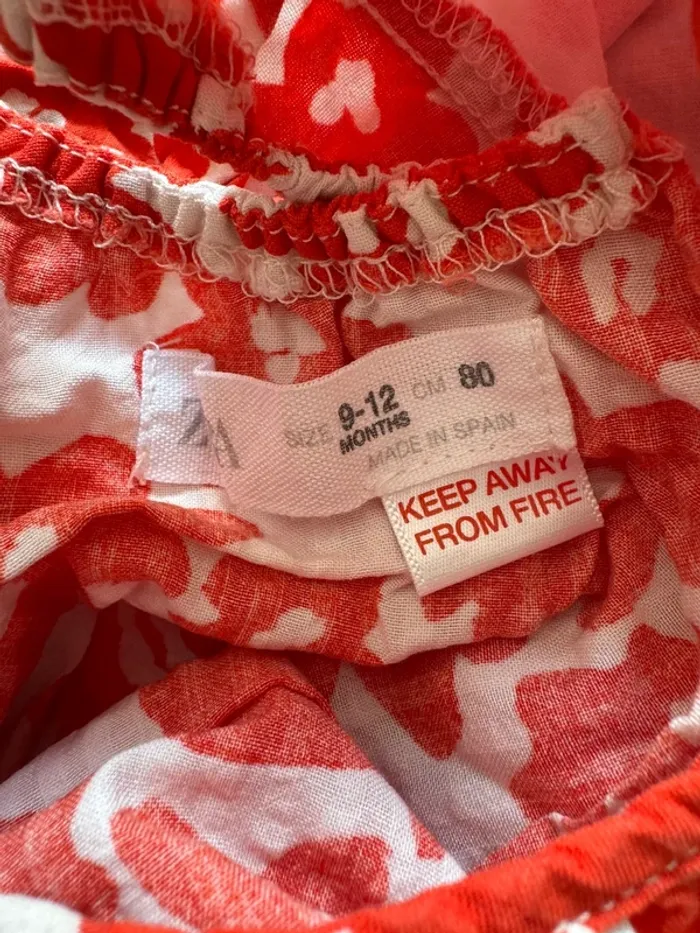 SIZE 9-12 MONTHS CM 80
MADE IN SPAIN
KEEP AWAY
FROM FIRE